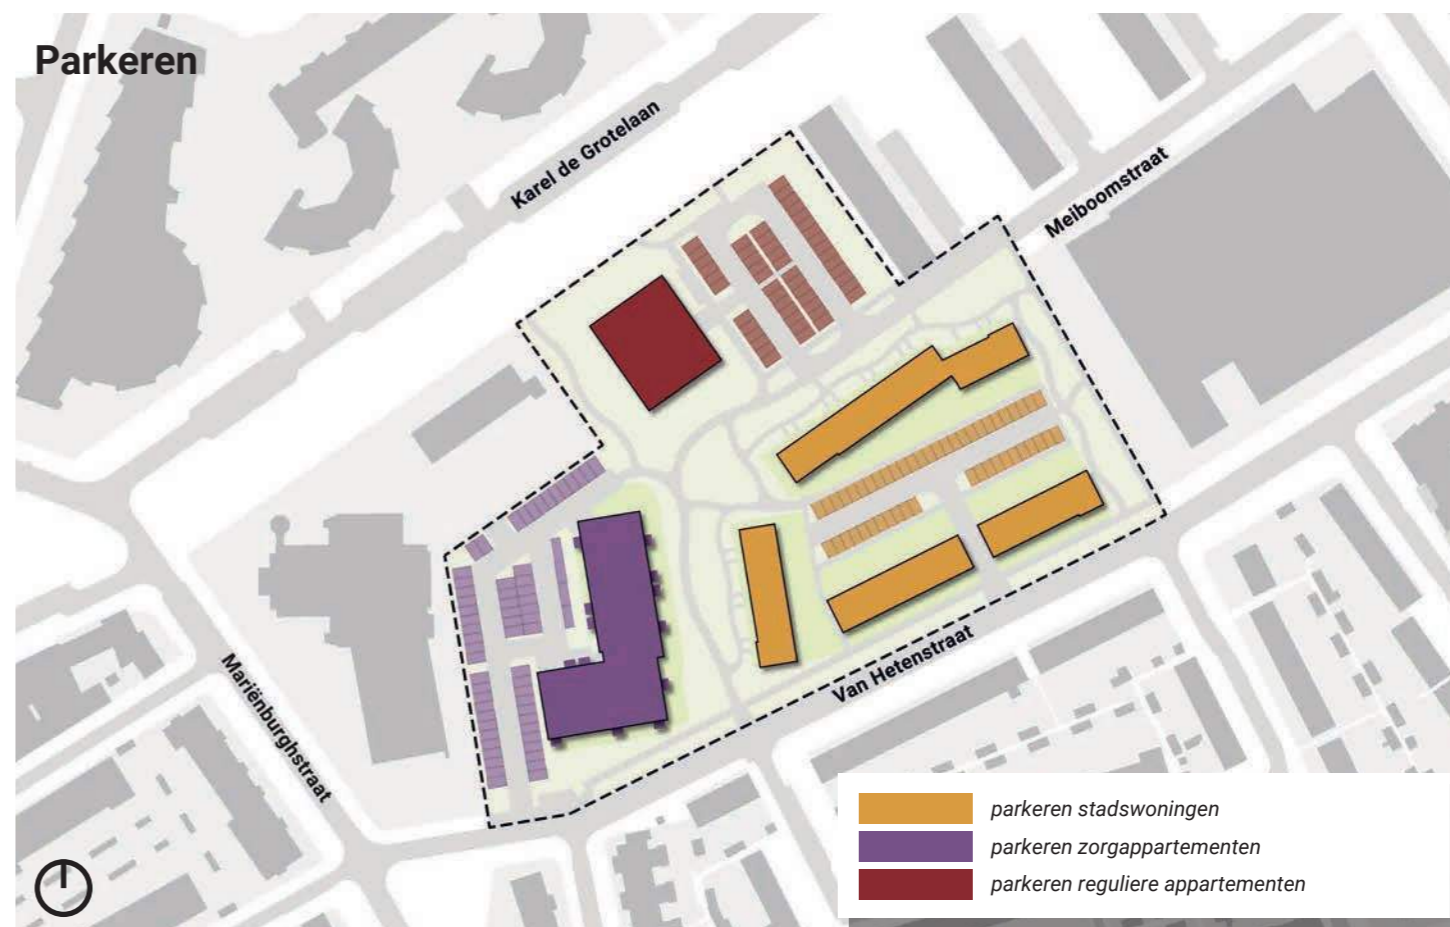 Parkeren
Karel de Grotelaan
Meiboomstraat
Van Hetenstraat
Mariënburghstraat
parkeren stadswoningen
parkeren zorgappartementen
parkeren reguliere appartementen